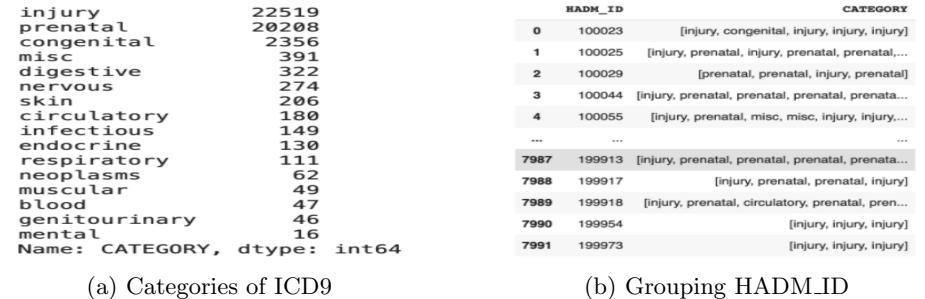 injury 22519
prenatal 20208
congenital 2356
misc 391
digestive 322
nervous 274
skin 206
circulatory 180
infectious 149
endocrine 130
respiratory 111
neoplasms 62
muscular 49
blood 47
genitourinary 46
mental 16
Name: CATEGORY, dtype: int64
(a) Categories of ICD9
HADM_ID CATEGORY
0 100023 [injury, congenital, injury, injury, injury]
1 100025 [injury, prenatal, injury, prenatal, prenatal,...
2 100029 [prenatal, prenatal, injury, prenatal]
3 100044 [injury, prenatal, prenatal, prenatal, prenata...
4 100055 [injury, prenatal, misc, misc, injury, injury,...
... ... ...
7987 199913 [injury, prenatal, prenatal, prenatal, prenata...
7988 199917 [injury, prenatal, prenatal, injury]
7989 199918 [injury, prenatal, circulatory, prenatal, pren...
7990 199954 [injury, injury, injury]
7991 199973 [injury, injury, injury]
(b) Grouping HADM_ID